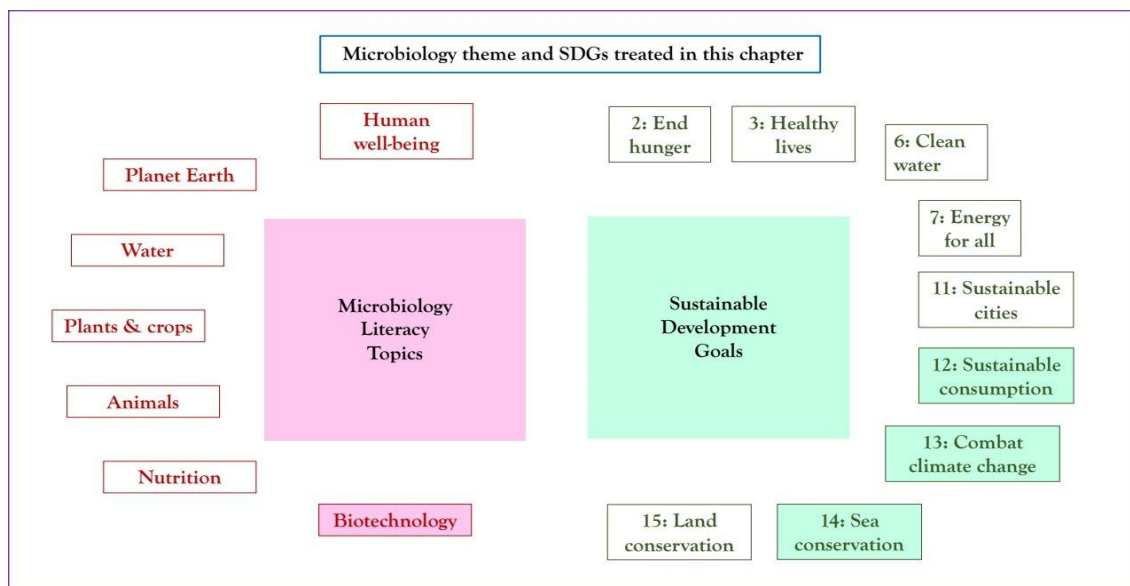 Microbiology theme and SDGs treated in this chapter
Human
well-being
Planet Earth
Water
Plants & crops
Animals
Nutrition
Biotechnology
Microbiology
Literacy
Topics
Sustainable
Development
Goals
2: End
hunger
3: Healthy
lives
6: Clean
water
7: Energy
for all
11: Sustainable
cities
12: Sustainable
consumption
13: Combat
climate change
14: Sea
conservation
15: Land
conservation